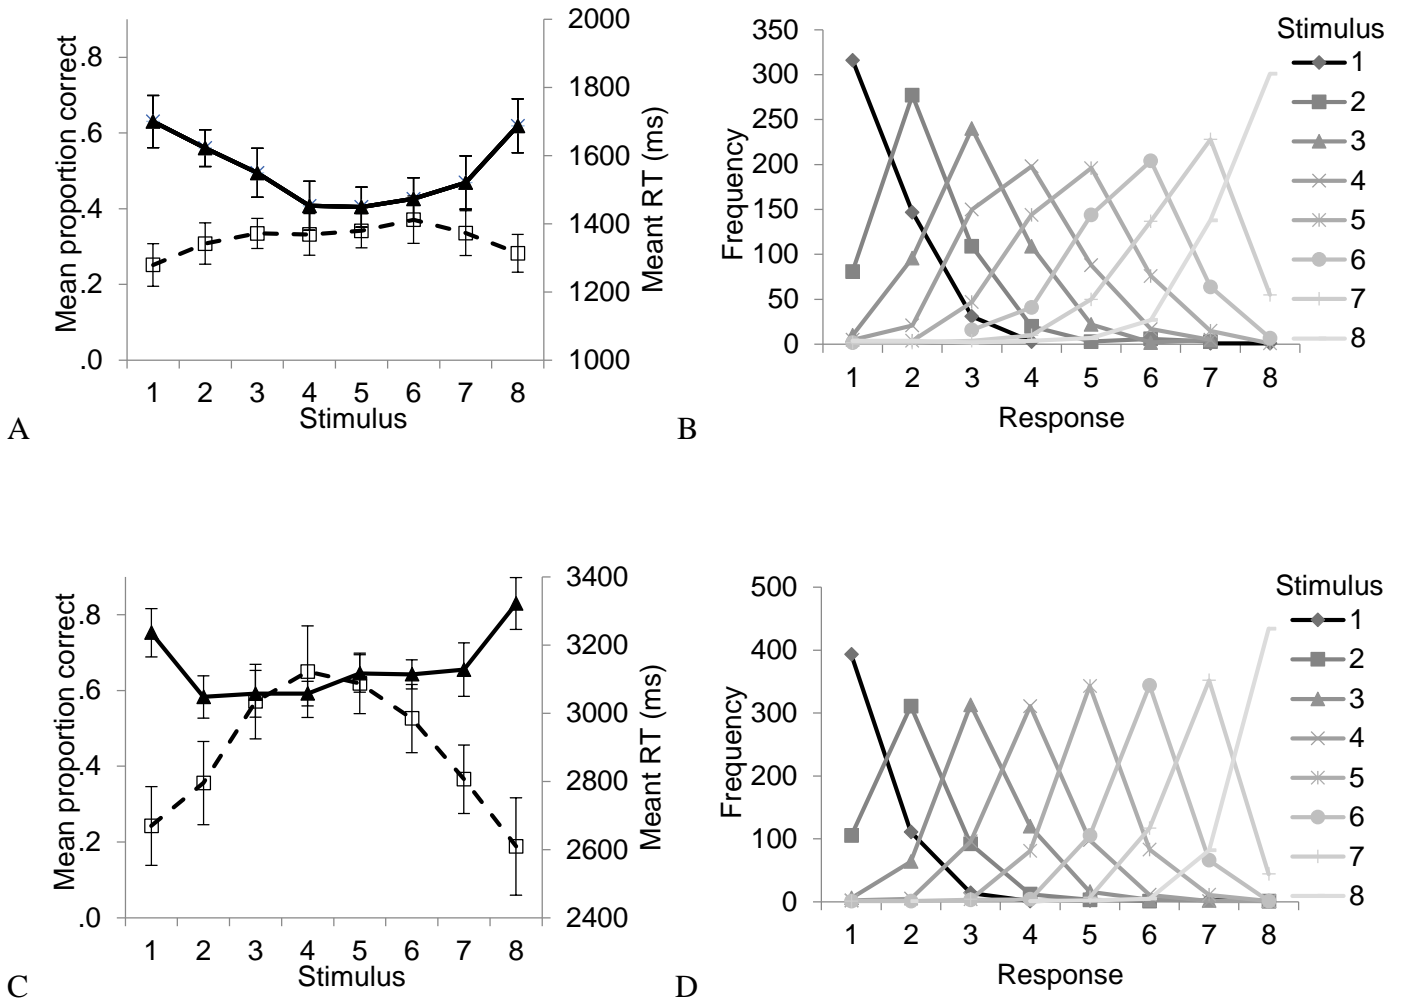 Mean proportion correct
.8
.6
.4
.2
.0
2000
1800
1600
1400
1200
1000
Meant RT (ms)
1 2 3 4 5 6 7 8
Stimulus
A
Frequency
350
300
250
200
150
100
50
0
1 2 3 4 5 6 7 8
Response
Stimulus
1
2
3
4
5
6
7
8
B
Mean proportion correct
.8
.6
.4
.2
.0
3400
3200
3000
2800
2600
2400
Meant RT (ms)
1 2 3 4 5 6 7 8
Stimulus
C
Frequency
500
400
300
200
100
0
1 2 3 4 5 6 7 8
Response
Stimulus
1
2
3
4
5
6
7
8
D